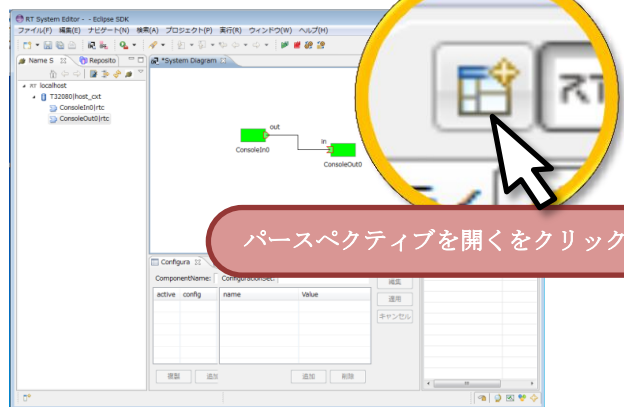 RT System Editor - - Eclipse SDK
ファイル(F) 編集(E) ナビゲート(N) 検索(A) プロジェクト(P) 実行(R) ウィンドウ(W) ヘルプ(H)
Name S
Reposito
*System Diagram
localhost
T32080|host_cxt
ConsoleIn0|rtc
ConsoleOut0|rtc
out
in
ConsoleIn0
ConsoleOut0
RT
パースペクティブを開くをクリック
Configura
ComponentName:
ConfigurationSet:
active
config
name
Value
編集
適用
キャンセル
複製
追加
追加
削除